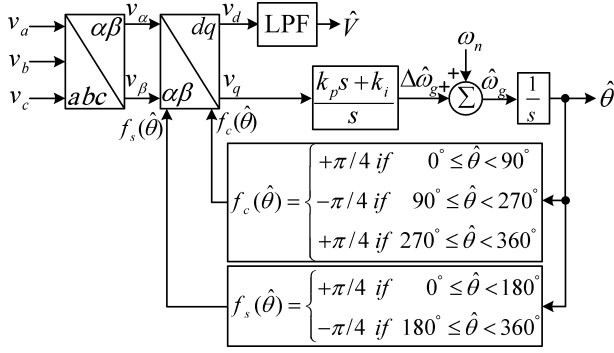 v_a
v_b
v_c
αβ
abc
v_α
v_β
dq
αβ
v_d
v_q
f_s(θ̂)
f_c(θ̂)
LPF
V̂
k_p s + k_i
s
Δω̂_g
+
+
ω_n
Σ
ω̂_g
1
s
θ̂
f_c(θ̂) = {
+π/4 if 0° ≤ θ̂ < 90°
−π/4 if 90° ≤ θ̂ < 270°
+π/4 if 270° ≤ θ̂ < 360°
f_s(θ̂) = {
+π/4 if 0° ≤ θ̂ < 180°
−π/4 if 180° ≤ θ̂ < 360°